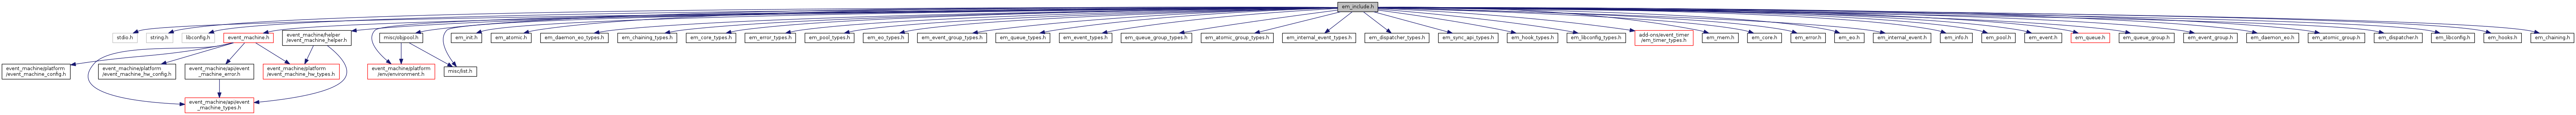 em_include.h
stdio.h
string.h
libconfig.h
event_machine.h
event_machine/helper
/event_machine_helper.h
misc/objpool.h
em_init.h
em_atomic.h
em_daemon_eo_types.h
em_chaining_types.h
em_core_types.h
em_error_types.h
em_pool_types.h
em_eo_types.h
em_event_group_types.h
em_queue_types.h
em_event_types.h
em_queue_group_types.h
em_atomic_group_types.h
em_internal_event_types.h
em_dispatcher_types.h
em_sync_api_types.h
em_hook_types.h
em_libconfig_types.h
add-ons/event_timer
/em_timer_types.h
em_mem.h
em_core.h
em_error.h
em_eo.h
em_internal_event.h
em_info.h
em_pool.h
em_event.h
em_queue.h
em_queue_group.h
em_event_group.h
em_daemon_eo.h
em_atomic_group.h
em_dispatcher.h
em_libconfig.h
em_hooks.h
em_chaining.h
event_machine/platform
/event_machine_config.h
event_machine/platform
/event_machine_hw_config.h
event_machine/api/event
_machine_error.h
event_machine/platform
/event_machine_hw_types.h
event_machine/platform
/env/environment.h
misc/list.h
event_machine/api/event
_machine_types.h